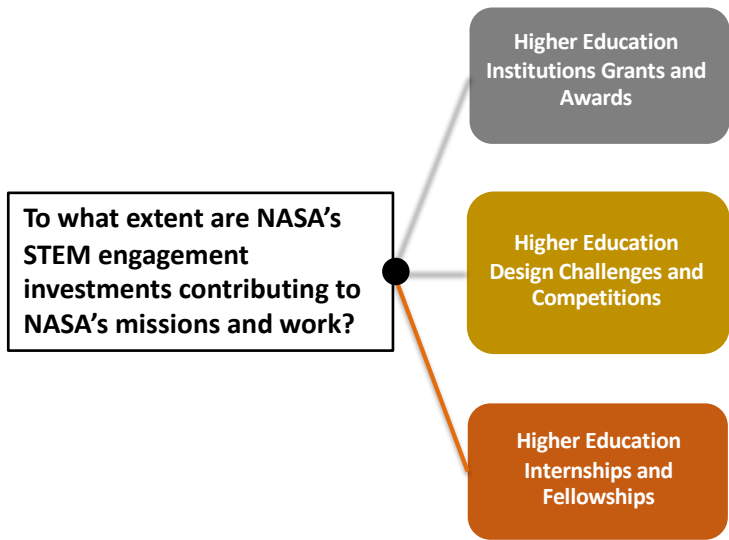 Higher Education
Institutions Grants and
Awards
To what extent are NASA’s
STEM engagement
investments contributing to
NASA’s missions and work?
Higher Education
Design Challenges and
Competitions
Higher Education
Internships and
Fellowships